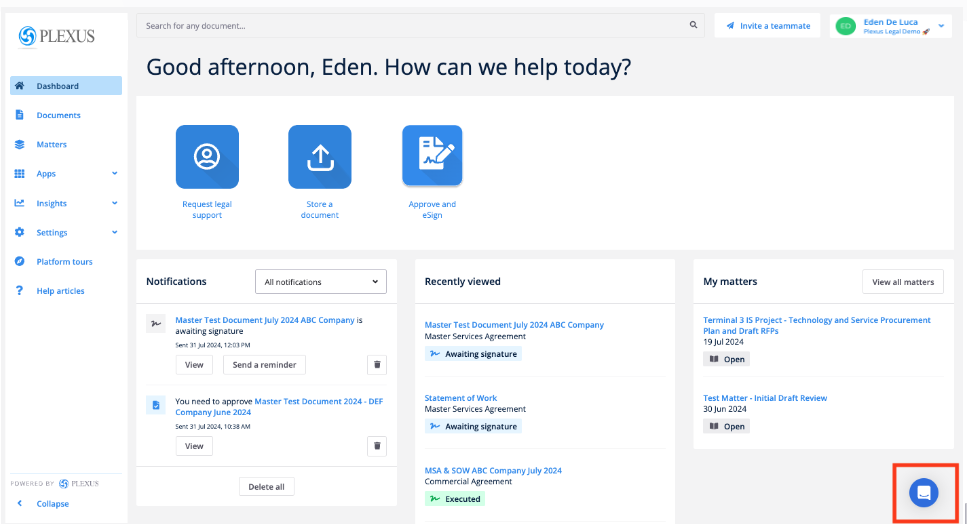 PLEXUS
Search for any document...
Invite a teammate
ED
Eden De Luca
Plexus Legal Demo 🚀
Good afternoon, Eden. How can we help today?
Dashboard
Documents
Matters
Apps
Insights
Settings
Platform tours
? Help articles
Request legal
support
Store a
document
Approve and
eSign
Notifications
All notifications
Master Test Document July 2024 ABC Company is
awaiting signature
Sent 31 Jul 2024, 12:03 PM
View
Send a reminder
You need to approve Master Test Document 2024 - DEF
Company June 2024
Sent 31 Jul 2024, 10:38 AM
View
Delete all
Recently viewed
Master Test Document July 2024 ABC Company
Master Services Agreement
Awaiting signature
Statement of Work
Master Services Agreement
Awaiting signature
MSA & SOW ABC Company July 2024
Commercial Agreement
Executed
My matters
View all matters
Terminal 3 IS Project - Technology and Service Procurement
Plan and Draft RFPs
19 Jul 2024
Open
Test Matter - Initial Draft Review
30 Jun 2024
Open
POWERED BY PLEXUS
Collapse